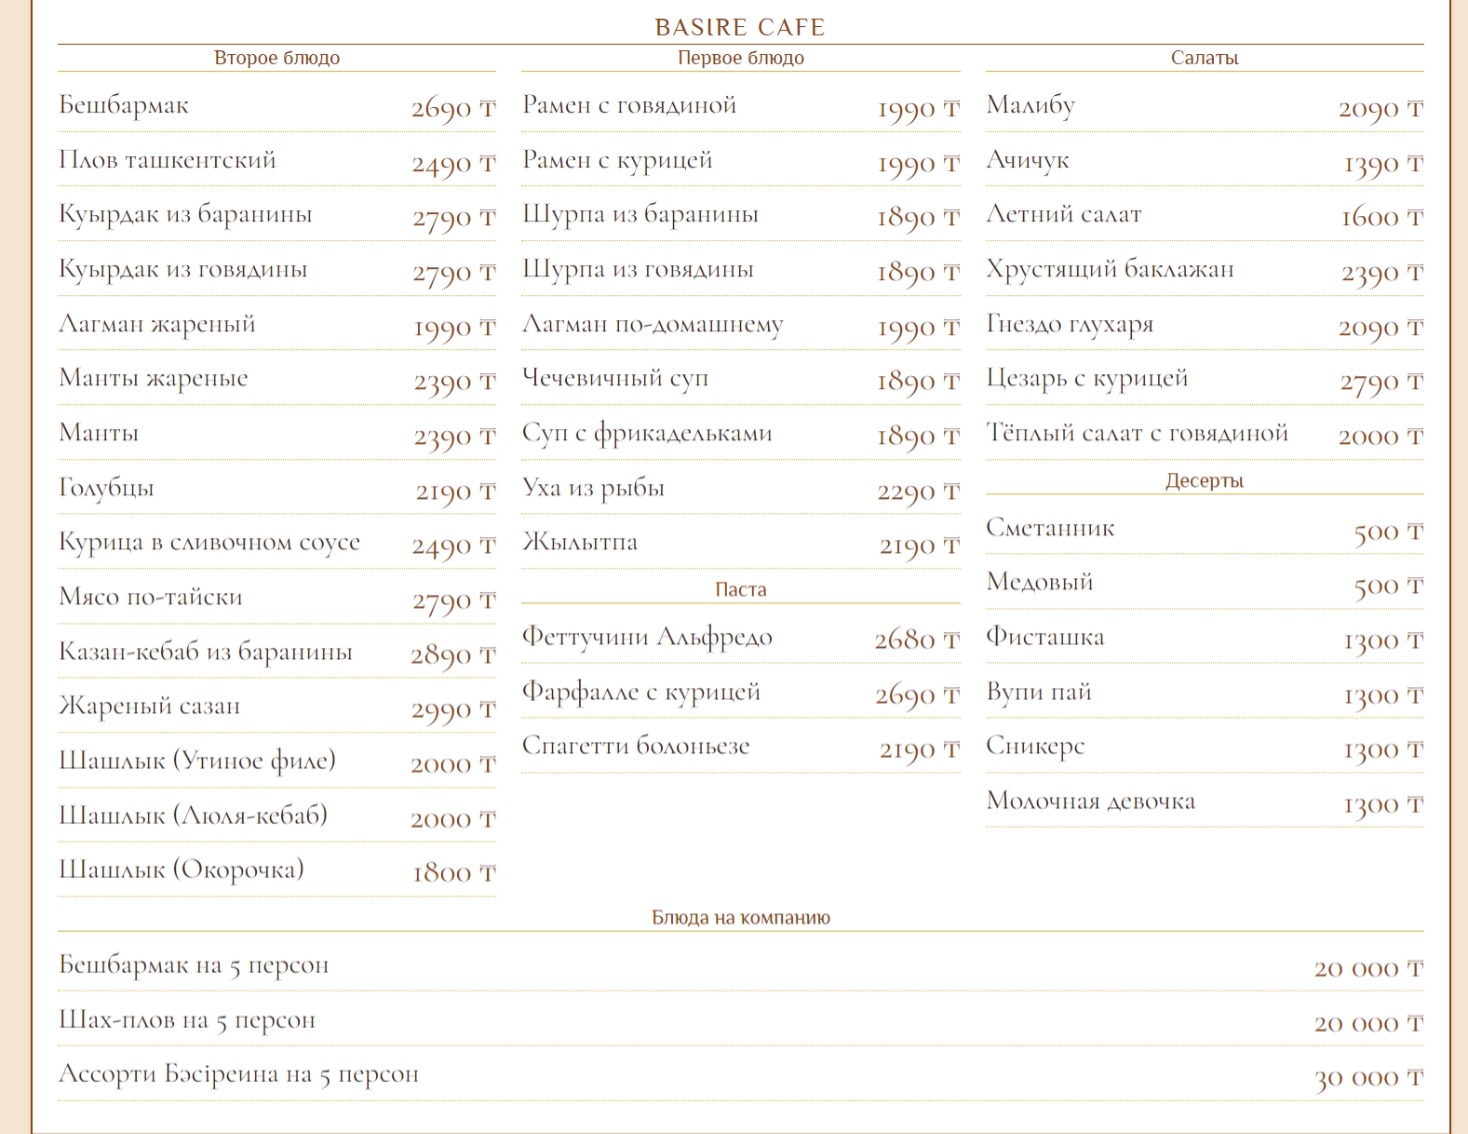 BASIRE CAFE
Второе блюдо
Бешбармак 2690 ₸
Плов ташкентский 2490 ₸
Куырдак из баранины 2790 ₸
Куырдак из говядины 2790 ₸
Лагман жареный 1990 ₸
Манты жареные 2390 ₸
Манты 2390 ₸
Голубцы 2190 ₸
Курица в сливочном соусе 2490 ₸
Мясо по-тайски 2790 ₸
Казан-кебаб из баранины 2890 ₸
Жареный сазан 2990 ₸
Шашлык (Утиное филе) 2000 ₸
Шашлык (Люля-кебаб) 2000 ₸
Шашлык (Окорочка) 1800 ₸
Первое блюдо
Рамен с говядиной 1990 ₸
Рамен с курицей 1990 ₸
Шурпа из баранины 1890 ₸
Шурпа из говядины 1890 ₸
Лагман по-домашнему 1990 ₸
Чечевичный суп 1890 ₸
Суп с фрикадельками 1890 ₸
Уха из рыбы 2290 ₸
Жылытпа 2190 ₸
Паста
Феттучини Альфредо 2680 ₸
Фарфалле с курицей 2690 ₸
Спагетти болоньезе 2190 ₸
Салаты
Малибу 2090 ₸
Ачичук 1390 ₸
Летний салат 1600 ₸
Хрустящий баклажан 2390 ₸
Гнездо глухаря 2090 ₸
Цезарь с курицей 2790 ₸
Тёплый салат с говядиной 2000 ₸
Десерты
Сметанник 500 ₸
Медовый 500 ₸
Фисташка 1300 ₸
Вупи пай 1300 ₸
Сникерс 1300 ₸
Молочная девочка 1300 ₸
Блюда на компанию
Бешбармак на 5 персон 20 000 ₸
Шах-плов на 5 персон 20 000 ₸
Ассорти Бәсіреина на 5 персон 30 000 ₸